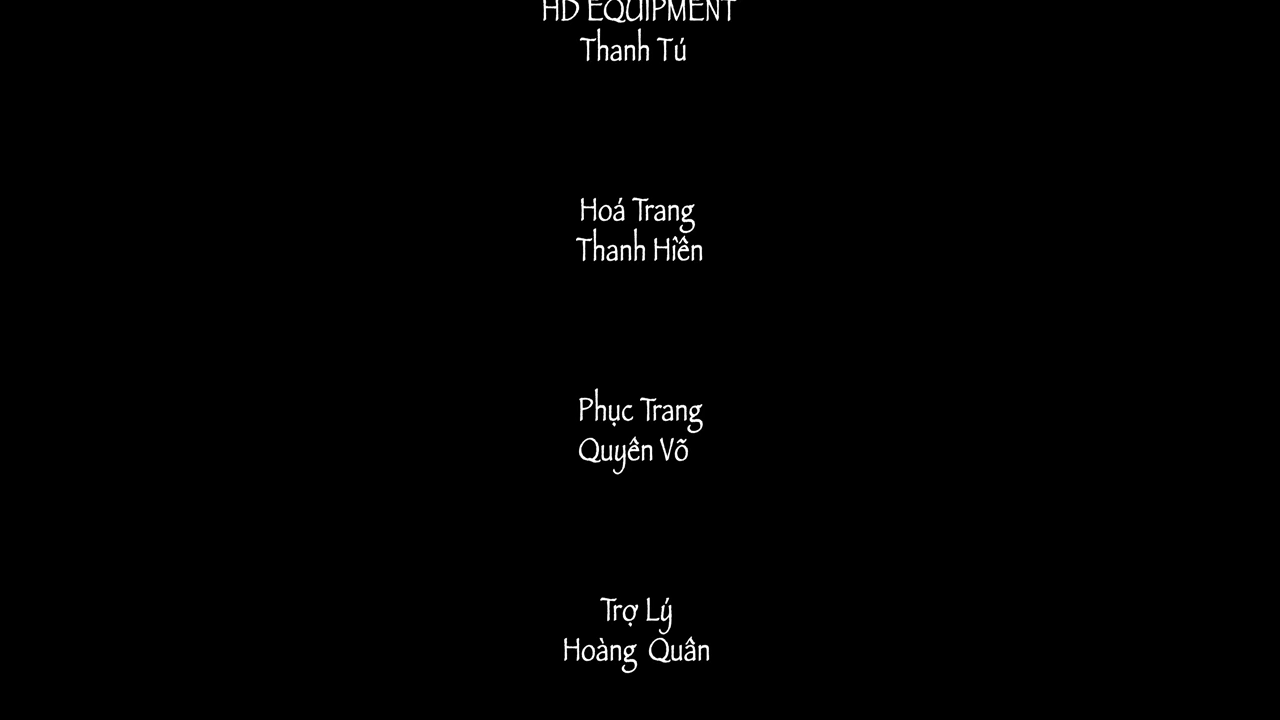 HD EQUIPMENT
Thanh Tú
Hoá Trang
Thanh Hiền
Phục Trang
Quyên Võ
Trợ Lý
Hoàng Quân